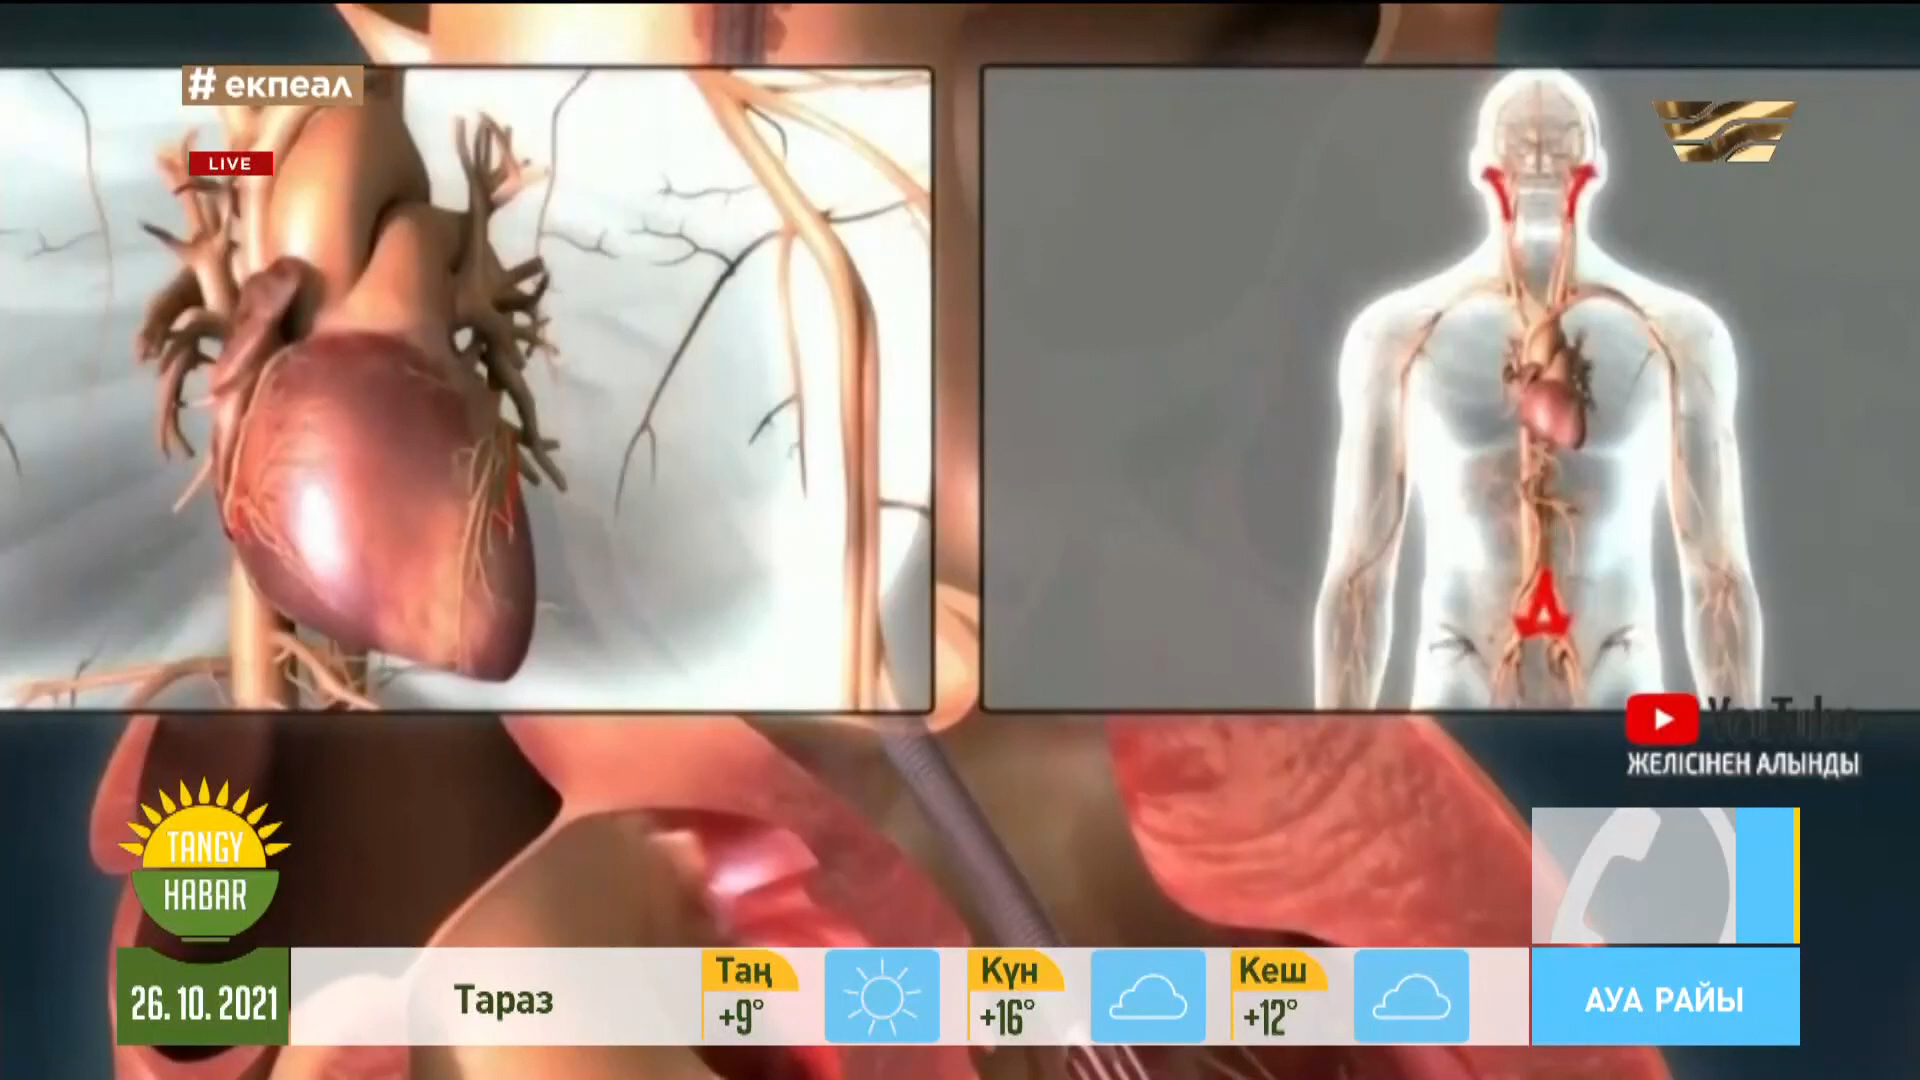 #екпеал
LIVE
YouTube
ЖЕЛІСІНЕН АЛЫНДЫ
TANGY
HABAR
26. 10. 2021
Тараз
Таң
+9°
Күн
+16°
Кеш
+12°
АУА РАЙЫ